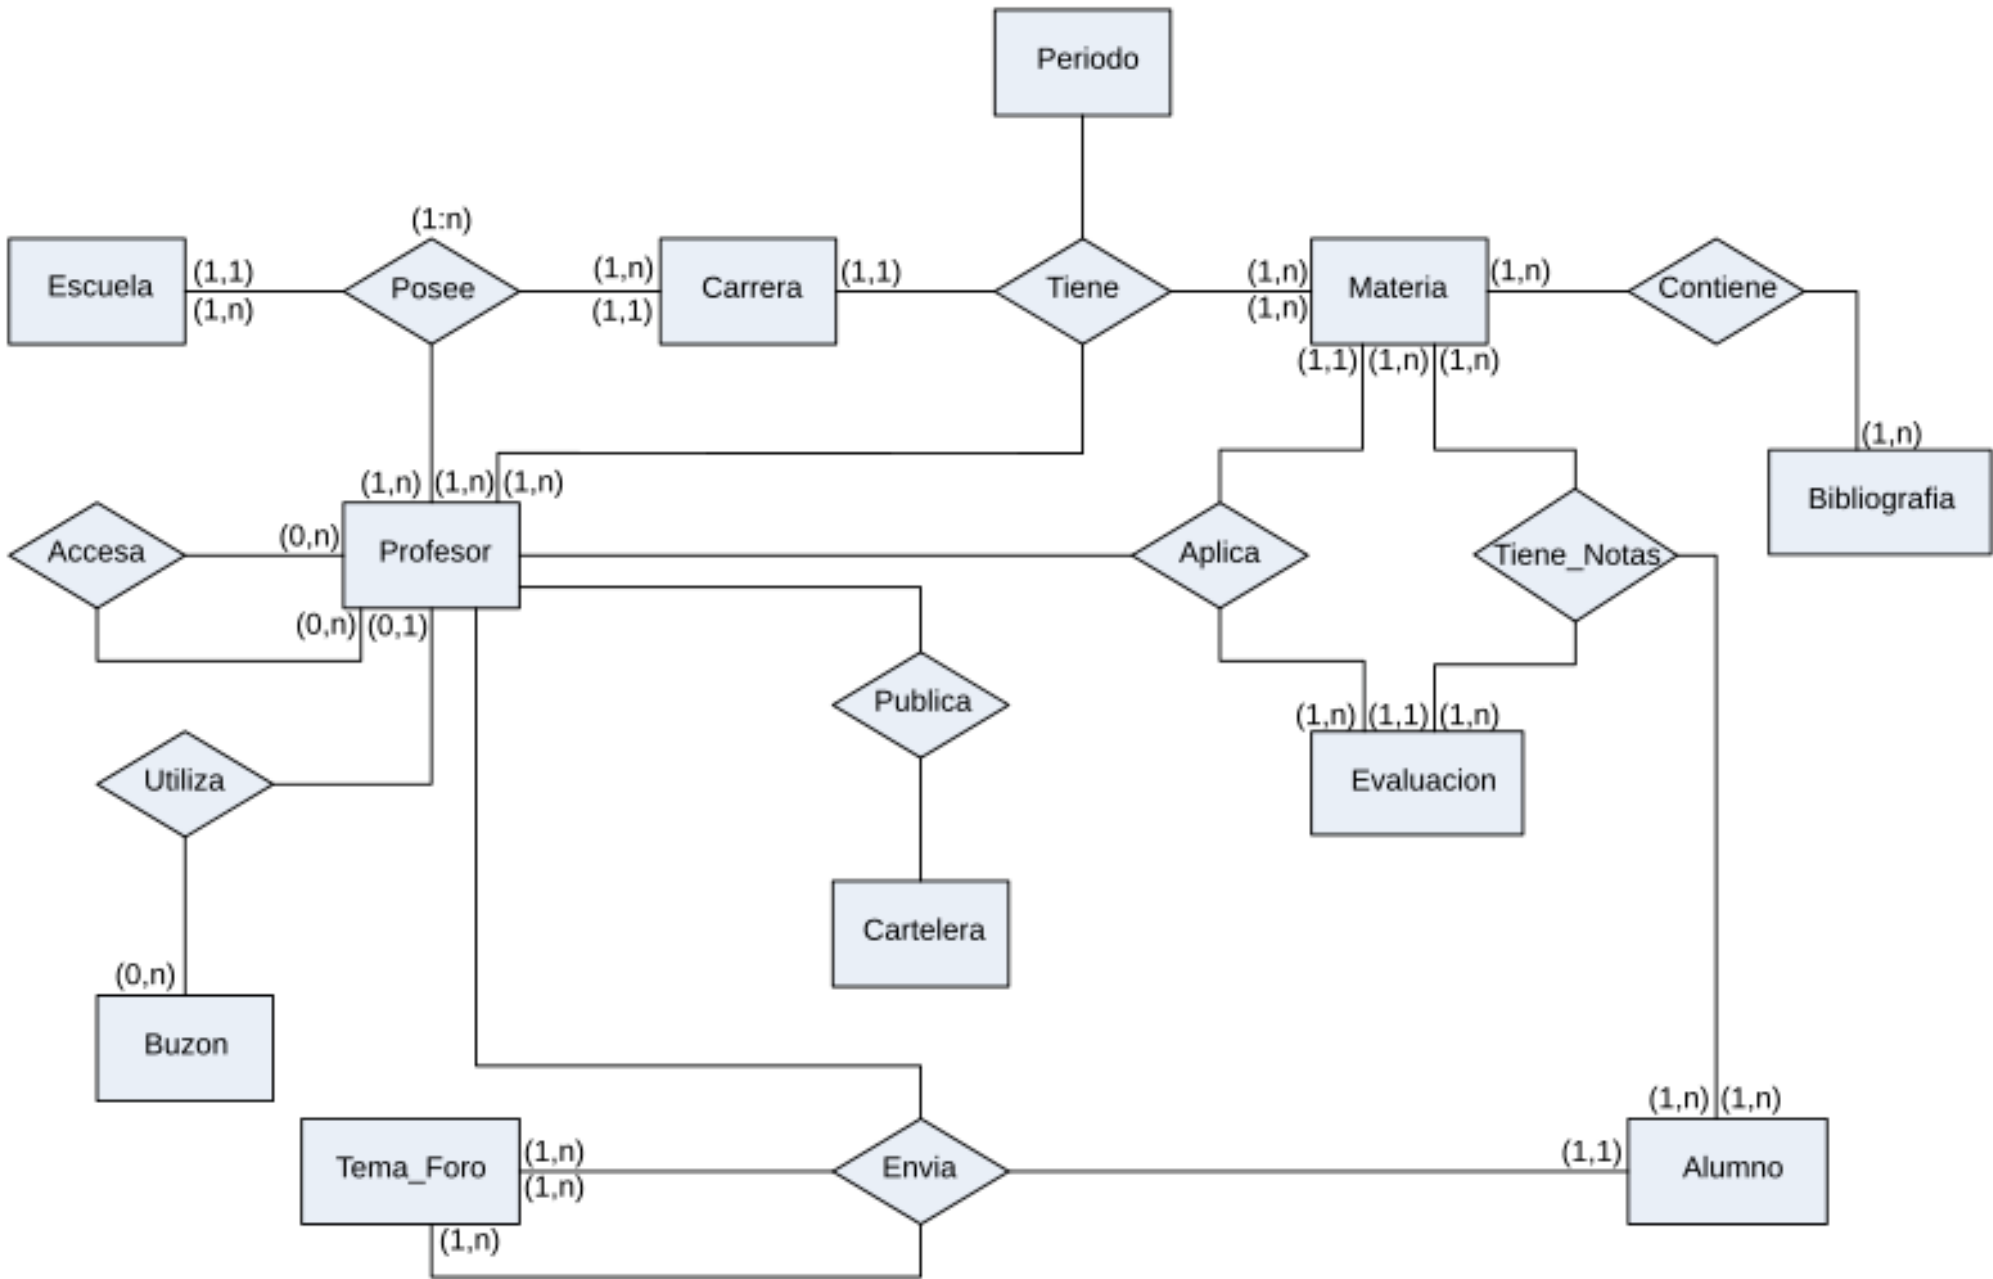 Periodo
(1:n)
Escuela
(1,1)
(1,n)
Posee
(1,n)
(1,1)
Carrera
(1,1)
Tiene
(1,n)
(1,n)
Materia
(1,n)
Contiene
(1,1)
(1,n)
(1,n)
(1,n)
Bibliografia
(1,n)
(1,n)
(1,n)
Accesa
(0,n)
Profesor
Aplica
Tiene_Notas
(0,n)
(0,1)
Publica
(1,n)
(1,1)
(1,n)
Utiliza
Evaluacion
Cartelera
(0,n)
Buzon
(1,n)
(1,n)
Tema_Foro
(1,n)
(1,n)
Envia
(1,1)
Alumno
(1,n)